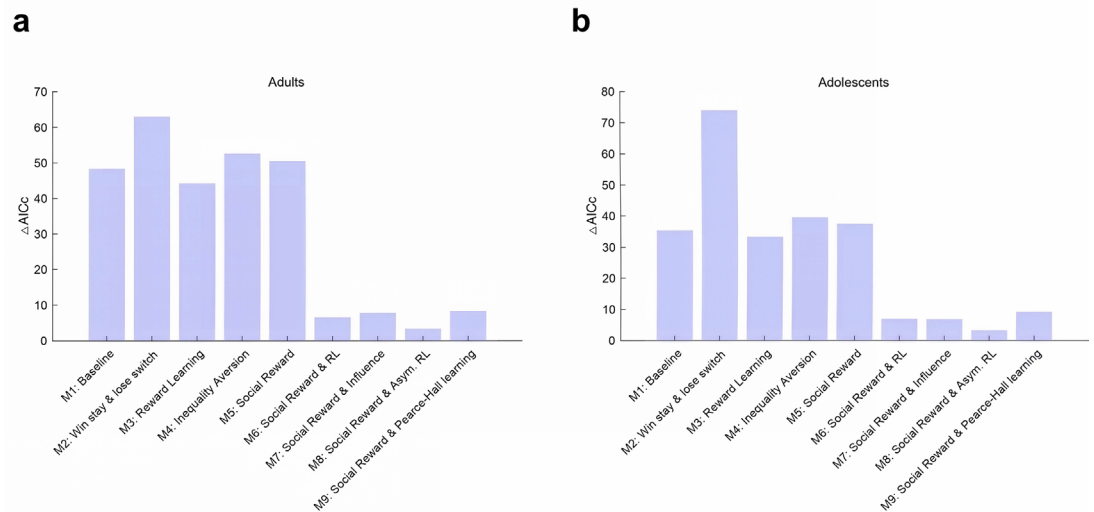 a
Adults
△AICc
70
60
50
40
30
20
10
0
M1: Baseline
M2: Win stay & lose switch
M3: Reward Learning
M4: Inequality Aversion
M5: Social Reward
M6: Social Reward & RL
M7: Social Reward & Influence
M8: Social Reward & Asym. RL
M9: Social Reward & Pearce-Hall learning
b
Adolescents
△AICc
80
70
60
50
40
30
20
10
0
M1: Baseline
M2: Win stay & lose switch
M3: Reward Learning
M4: Inequality Aversion
M5: Social Reward
M6: Social Reward & RL
M7: Social Reward & Influence
M8: Social Reward & Asym. RL
M9: Social Reward & Pearce-Hall learning